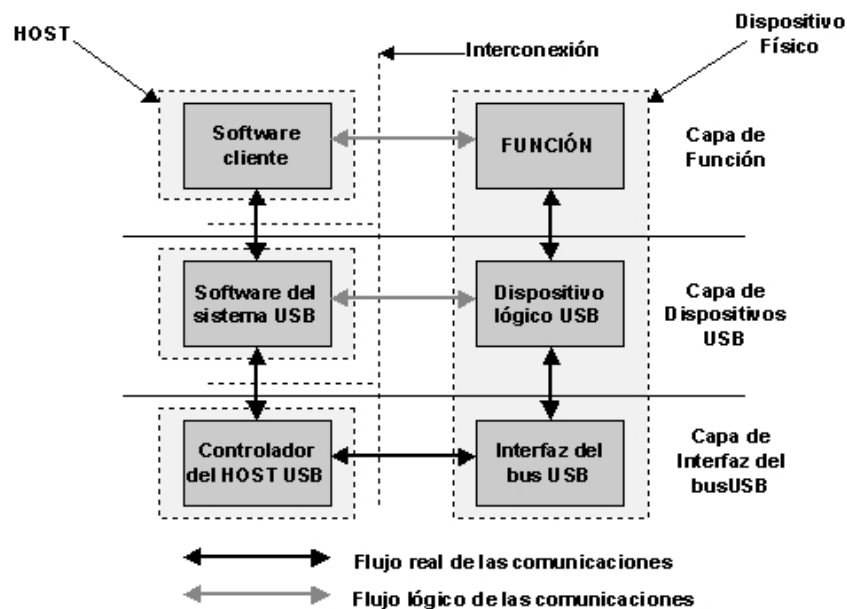 HOST
Interconexión
Dispositivo
Físico
Software
cliente
FUNCIÓN
Capa de
Función
Software del
sistema USB
Dispositivo
lógico USB
Capa de
Dispositivos
USB
Controlador
del HOST USB
Interfaz del
bus USB
Capa de
Interfaz del
busUSB
Flujo real de las comunicaciones
Flujo lógico de las comunicaciones